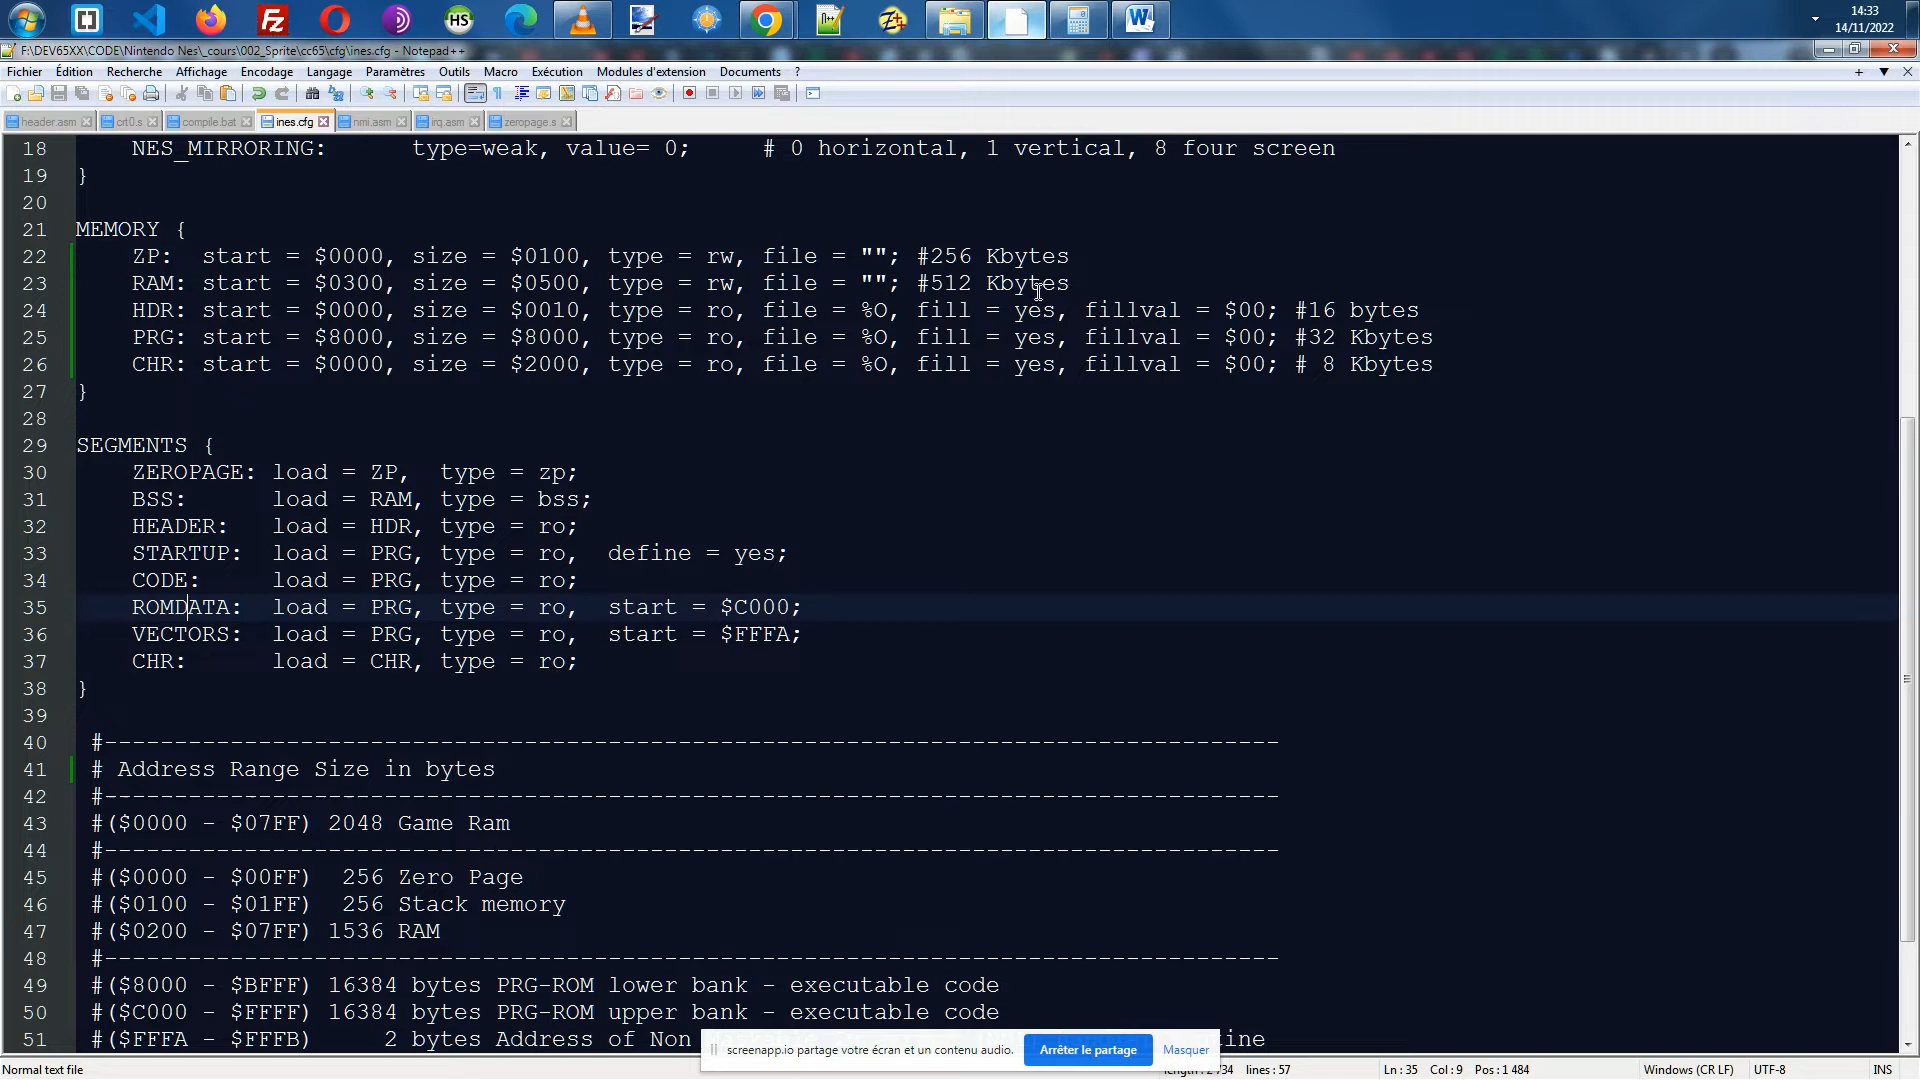 14:33
14/11/2022
F:\DEV65XX\CODE\Nintendo Nes\_cours\002_Sprite\cc65\cfg\ines.cfg - Notepad++
Fichier Édition Recherche Affichage Encodage Langage Paramètres Outils Macro Exécution Modules d'extension Documents ?
header.asm crt0.s compile.bat ines.cfg nmi.asm irq.asm zeropage.s
18 NES_MIRRORING: type=weak, value= 0; # 0 horizontal, 1 vertical, 8 four screen
19 }
20
21 MEMORY {
22 ZP: start = $0000, size = $0100, type = rw, file = ""; #256 Kbytes
23 RAM: start = $0300, size = $0500, type = rw, file = ""; #512 Kbytes
24 HDR: start = $0000, size = $0010, type = ro, file = %O, fill = yes, fillval = $00; #16 bytes
25 PRG: start = $8000, size = $8000, type = ro, file = %O, fill = yes, fillval = $00; #32 Kbytes
26 CHR: start = $0000, size = $2000, type = ro, file = %O, fill = yes, fillval = $00; # 8 Kbytes
27 }
28
29 SEGMENTS {
30 ZEROPAGE: load = ZP, type = zp;
31 BSS: load = RAM, type = bss;
32 HEADER: load = HDR, type = ro;
33 STARTUP: load = PRG, type = ro, define = yes;
34 CODE: load = PRG, type = ro;
35 ROMDATA: load = PRG, type = ro, start = $C000;
36 VECTORS: load = PRG, type = ro, start = $FFFA;
37 CHR: load = CHR, type = ro;
38 }
39
40 #------------------------------------------------------------------------------------
41 # Address Range Size in bytes
42 #------------------------------------------------------------------------------------
43 #($0000 - $07FF) 2048 Game Ram
44 #------------------------------------------------------------------------------------
45 #($0000 - $00FF) 256 Zero Page
46 #($0100 - $01FF) 256 Stack memory
47 #($0200 - $07FF) 1536 RAM
48 #------------------------------------------------------------------------------------
49 #($8000 - $BFFF) 16384 bytes PRG-ROM lower bank - executable code
50 #($C000 - $FFFF) 16384 bytes PRG-ROM upper bank - executable code
51 #($FFFA - $FFFB) 2 bytes Address of Non
screenapp.io partage votre écran et un contenu audio. Arrêter le partage Masquer
Normal text file lines : 57 Ln : 35 Col : 9 Pos : 1 484 Windows (CR LF) UTF-8 INS